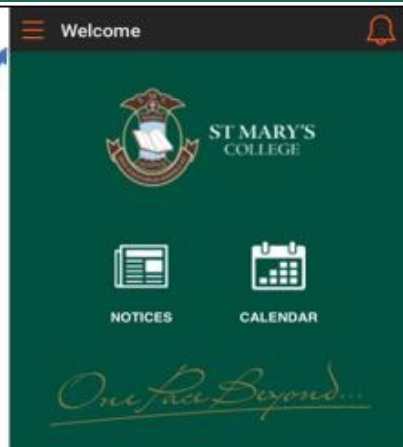 Welcome
ST MARY'S
COLLEGE
NOTICES
CALENDAR
One Pace Beyond...